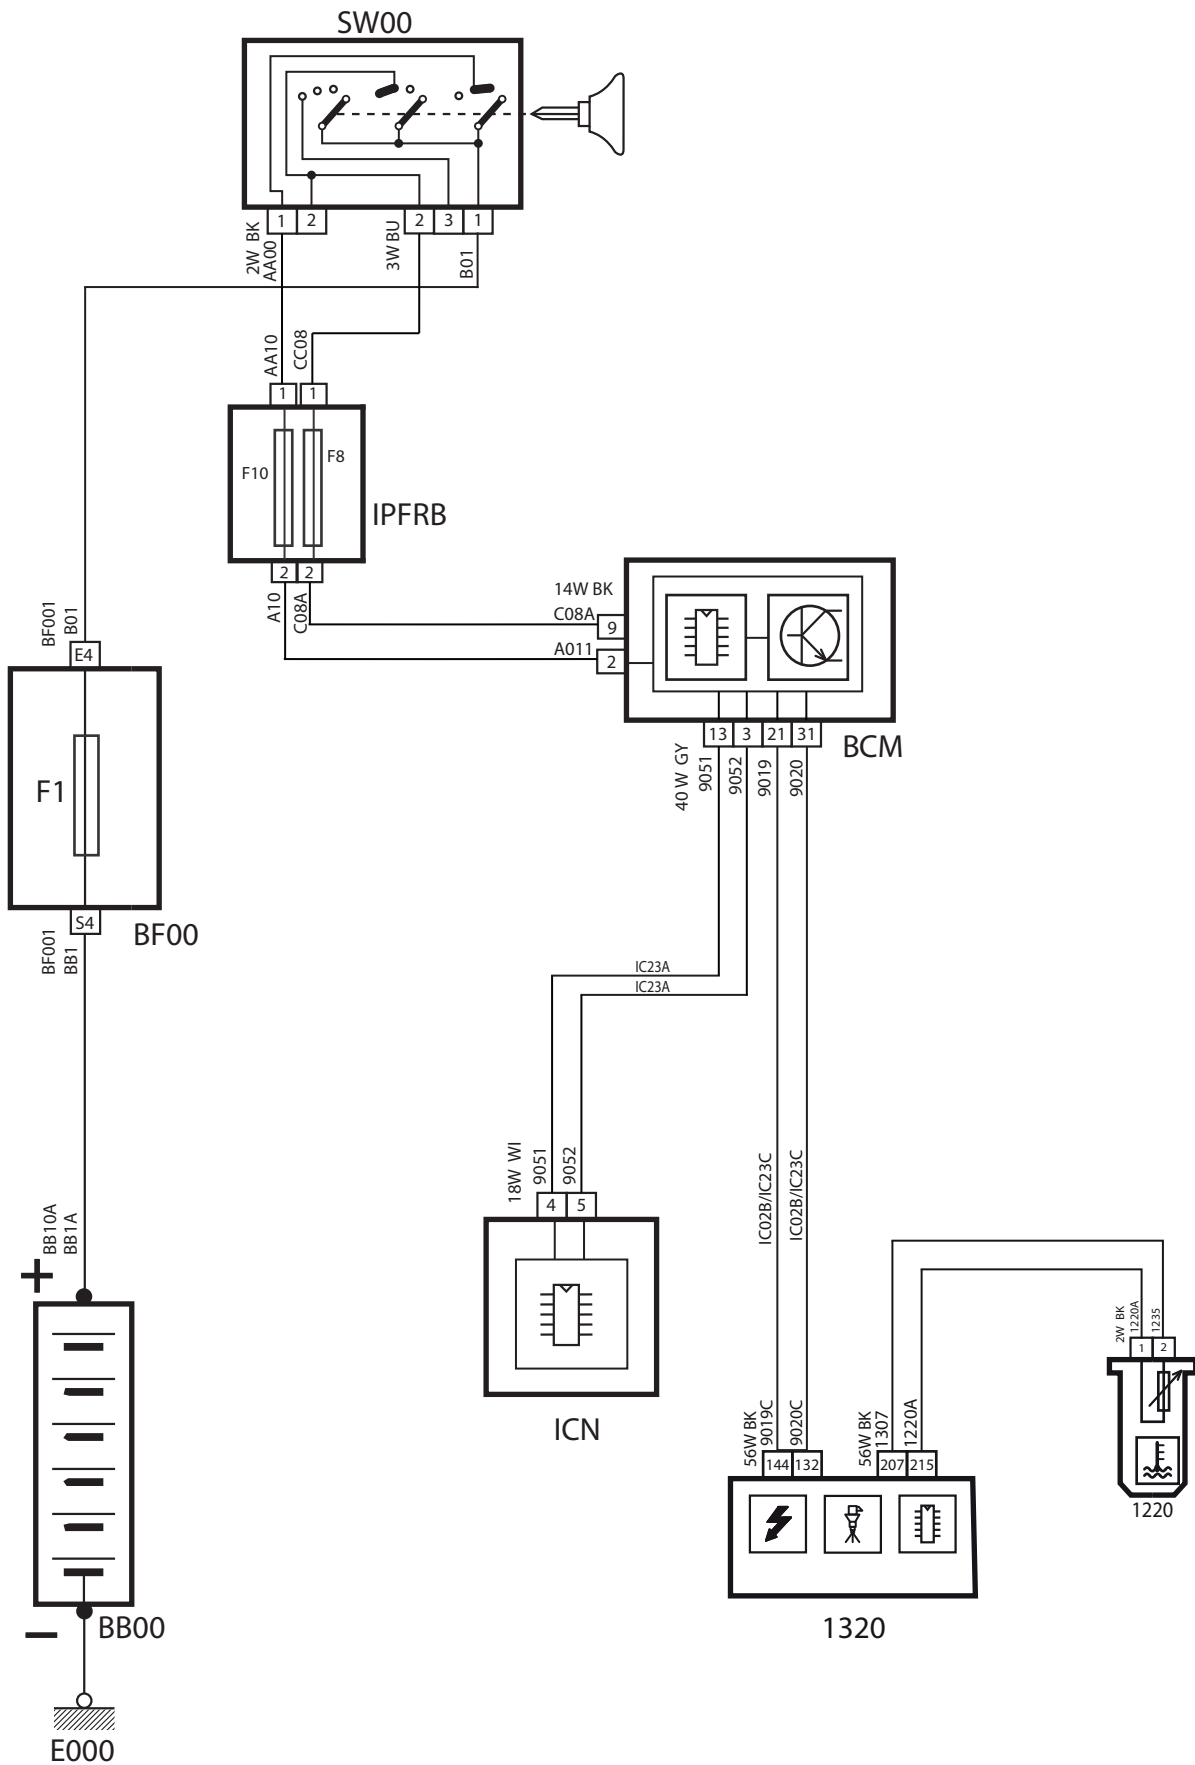 SW00
1
2
2
3
1
2W BK
AA00
3W BU
B01
AA10
CC08
1
1
F10
F8
IPFRB
2
2
A10
C08A
14W BK
C08A
9
A011
2
BCM
13
3
21
31
40 W GY
9051
9052
9019
9020
BF001
B01
E4
F1
S4
BF00
BF001
BB1
IC23A
IC23A
BB10A
BB1A
+
BB00
−
E000
18W WI
9051
9052
4
5
ICN
IC02B/IC23C
IC02B/IC23C
56W BK
9019C
9020C
144
132
56W BK
1307
1220A
207
215
1320
2W BK
1220A
1235
1
2
1220